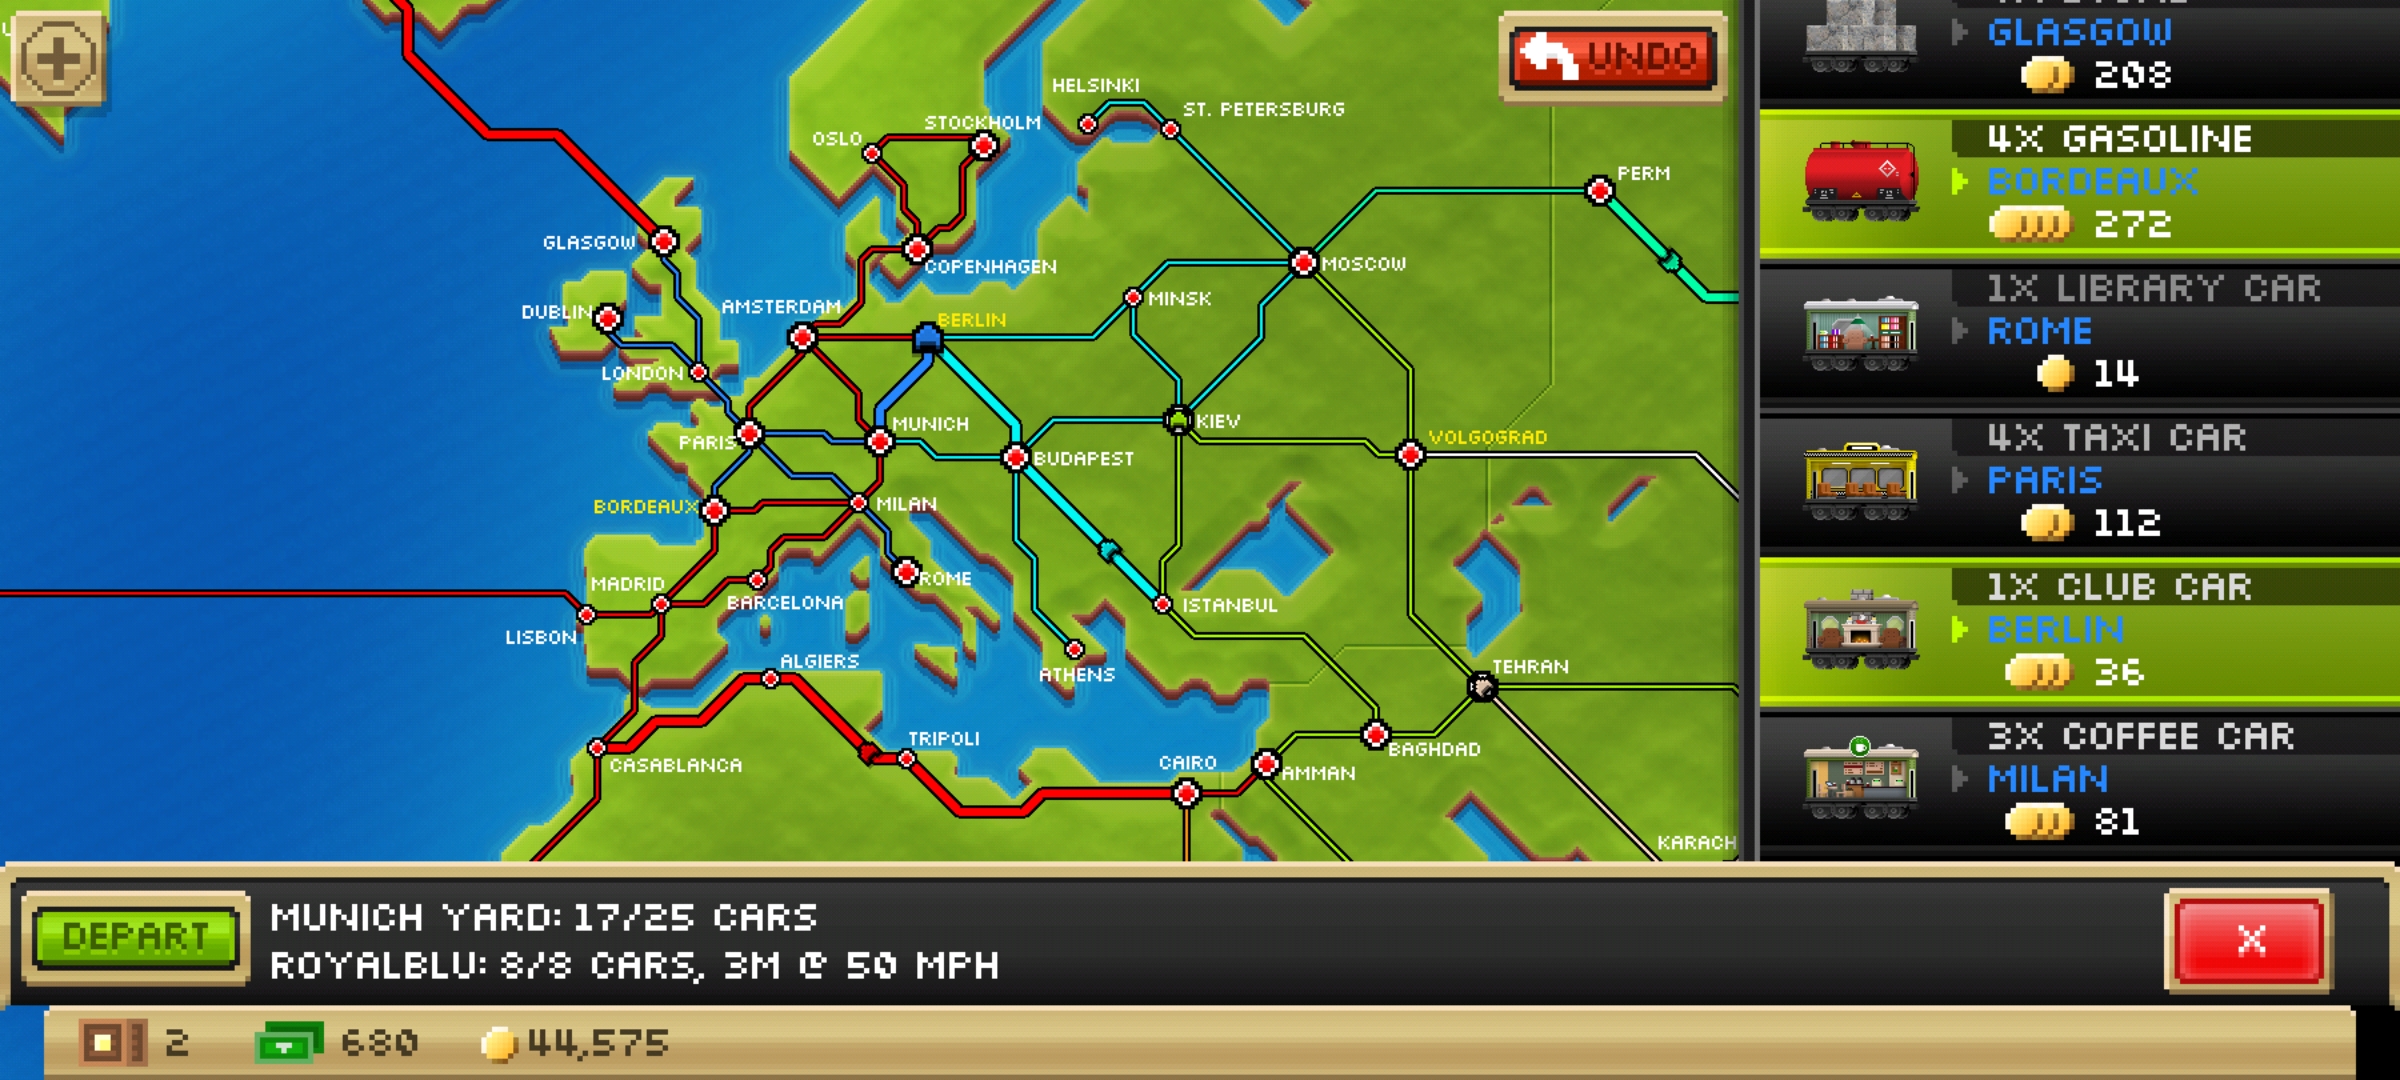 UNDO
HELSINKI
ST. PETERSBURG
STOCKHOLM
OSLO
PERM
GLASGOW
COPENHAGEN
MOSCOW
DUBLIN
AMSTERDAM
BERLIN
MINSK
LONDON
PARIS
MUNICH
KIEV
BUDAPEST
VOLGOGRAD
BORDEAUX
MILAN
MADRID
ROME
BARCELONA
ISTANBUL
LISBON
ALGIERS
ATHENS
TEHRAN
TRIPOLI
CASABLANCA
CAIRO
AMMAN
BAGHDAD
KARACH
GLASGOW
208
4X GASOLINE
BORDEAUX
272
1X LIBRARY CAR
ROME
14
4X TAXI CAR
PARIS
112
1X CLUB CAR
BERLIN
36
3X COFFEE CAR
MILAN
81
DEPART
MUNICH YARD: 17/25 CARS
ROYALBLU: 8/8 CARS, 3M @ 50 MPH
X
2
680
44,575